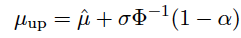 μ_up = μ̂ + σΦ⁻¹(1 − α)